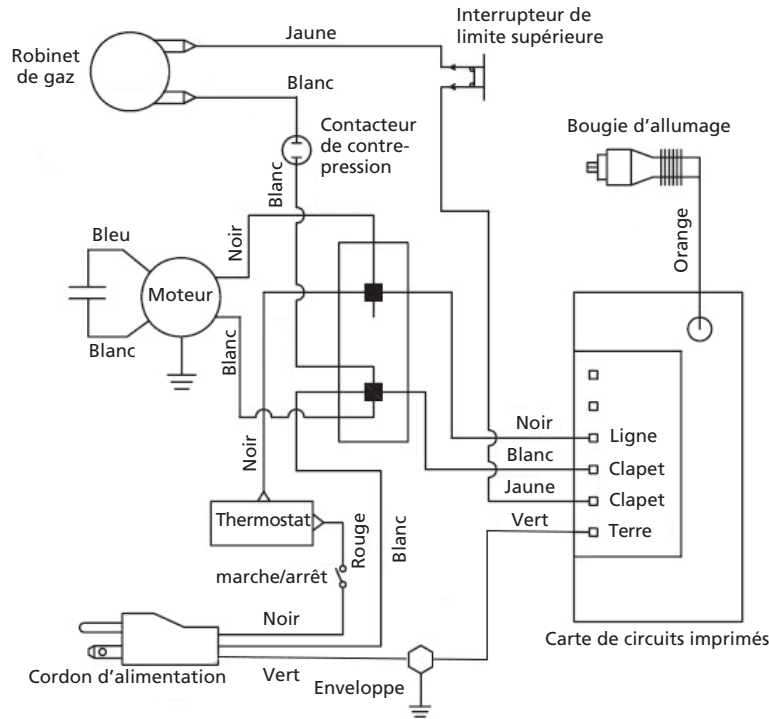 Interrupteur de
limite supérieure
Jaune
Robinet
de gaz
Blanc
Contacteur
de contre-
pression
Bougie d'allumage
Blanc
Noir
Orange
Bleu
Moteur
Blanc
Blanc
Noir
Noir
Ligne
Blanc
Clapet
Jaune
Clapet
Vert
Terre
Thermostat
Rouge
Blanc
marche/arrêt
Noir
Carte de circuits imprimés
Cordon d'alimentation
Vert
Enveloppe